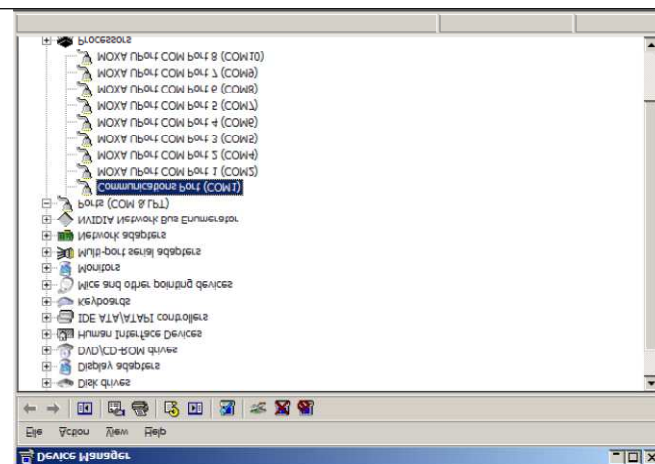 Device Manager
File Action View Help
Disk drives
Display adapters
DVD/CD-ROM drives
Human Interface Devices
IDE ATA/ATAPI controllers
Keyboards
Mice and other pointing devices
Monitors
Multi-port serial adapters
Network adapters
NVIDIA Network Bus Enumerator
Ports (COM & LPT)
Communications Port (COM1)
MOXA UPort COM Port 1 (COM2)
MOXA UPort COM Port 2 (COM4)
MOXA UPort COM Port 3 (COM5)
MOXA UPort COM Port 4 (COM6)
MOXA UPort COM Port 5 (COM7)
MOXA UPort COM Port 6 (COM8)
MOXA UPort COM Port 7 (COM9)
MOXA UPort COM Port 8 (COM10)
Processors